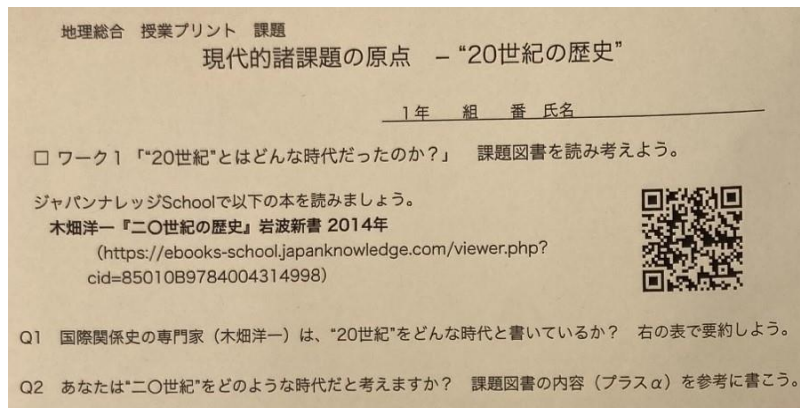 地理総合 授業プリント 課題
現代的諸課題の原点 – “20世紀の歴史”
1年 組 番 氏名
□ ワーク1 「“20世紀”とはどんな時代だったのか？」 課題図書を読み考えよう。
ジャパンナレッジSchoolで以下の本を読みましょう。
木畑洋一『二〇世紀の歴史』岩波新書 2014年
（https://ebooks-school.japanknowledge.com/viewer.php?
cid=85010B9784004314998）
Q1 国際関係史の専門家（木畑洋一）は、“20世紀”をどんな時代と書いているか？ 右の表で要約しよう。
Q2 あなたは“二〇世紀”をどのような時代だと考えますか？ 課題図書の内容（プラスα）を参考に書こう。